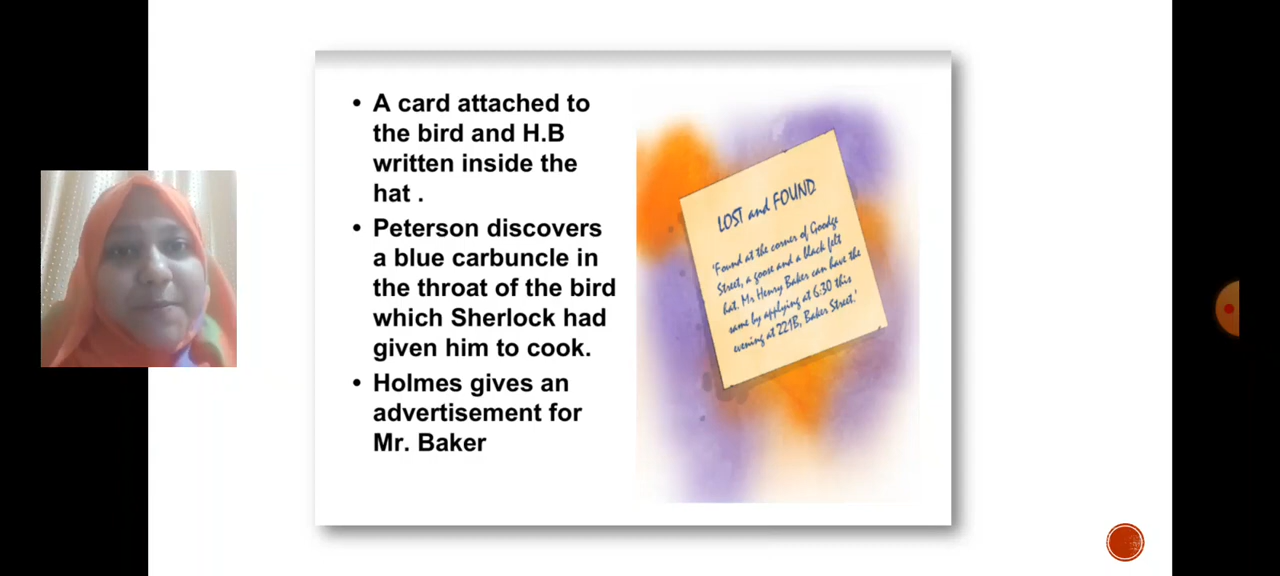 • A card attached to
the bird and H.B
written inside the
hat .
• Peterson discovers
a blue carbuncle in
the throat of the bird
which Sherlock had
given him to cook.
• Holmes gives an
advertisement for
Mr. Baker
LOST and FOUND
'Found at the corner of Goodge
Street, a goose and a black felt
hat. Mr Henry Baker can have the
same by applying at 6:30 this
evening at 221B, Baker Street.'